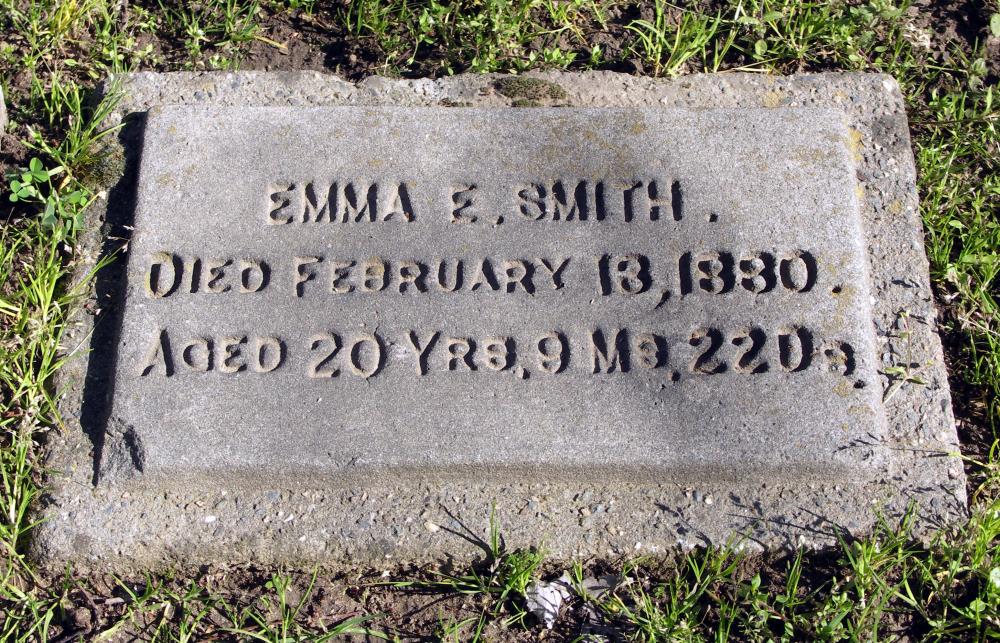 EMMA E. SMITH.
DIED FEBRUARY 13, 1880.
AGED 20 YRS, 9 MS, 22 DS.